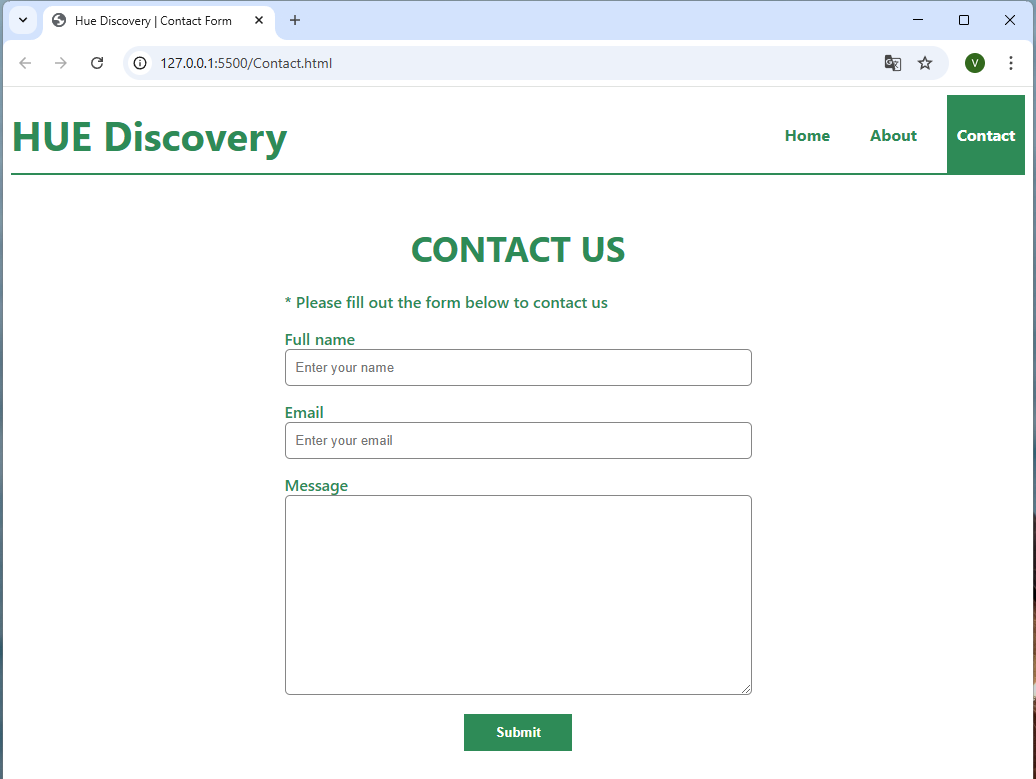 Hue Discovery | Contact Form
127.0.0.1:5500/Contact.html
V
HUE Discovery
Home About Contact
CONTACT US
* Please fill out the form below to contact us
Full name
Enter your name
Email
Enter your email
Message
Submit